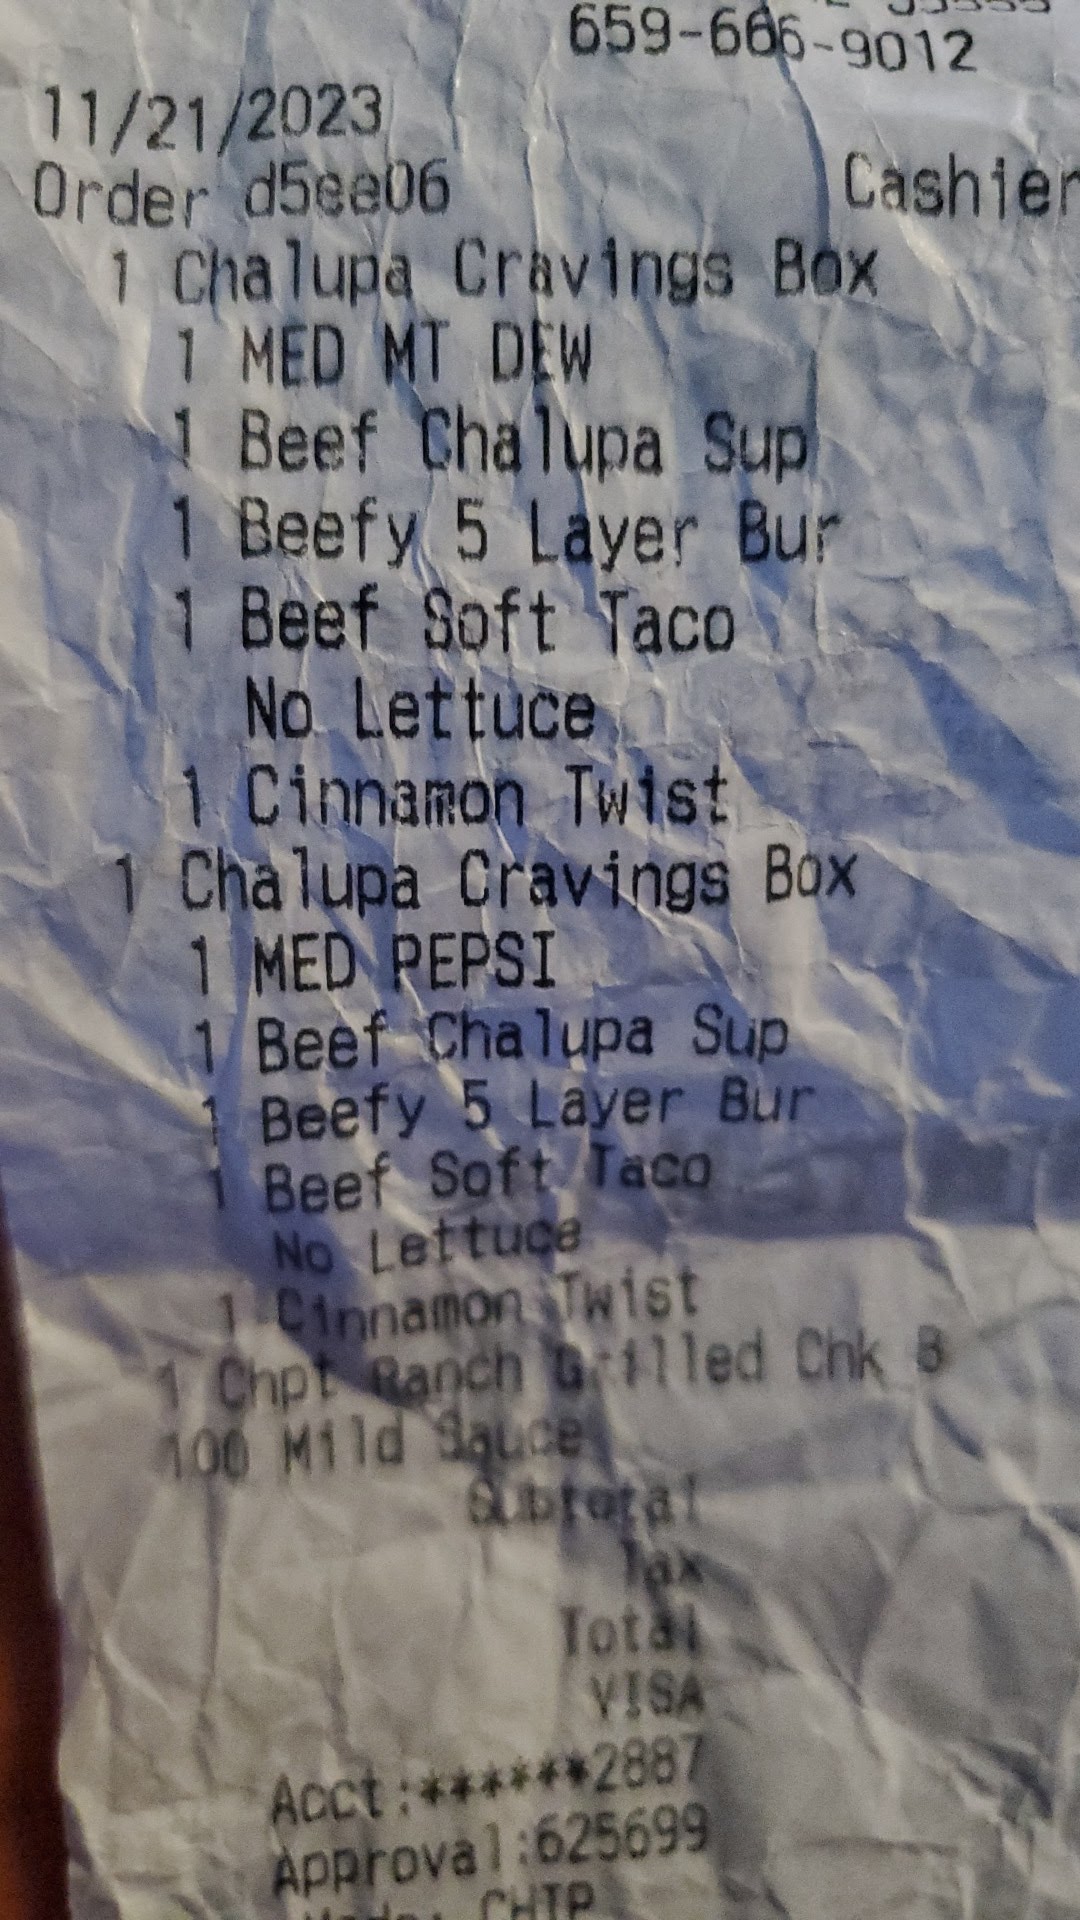 659-666-9012
11/21/2023
Order d5ee06 Cashier
1 Chalupa Cravings Box
1 MED MT DEW
1 Beef Chalupa Sup
1 Beefy 5 Layer Bur
1 Beef Soft Taco
No Lettuce
1 Cinnamon Twist
1 Chalupa Cravings Box
1 MED PEPSI
1 Beef Chalupa Sup
1 Beefy 5 Layer Bur
1 Beef Soft Taco
No Lettuce
1 Cinnamon Twist
1 Chpt Ranch Grilled Chk B
100 Mild Sauce
Subtotal
Tax
Total
VISA
Acct:******2887
Approval:625699
Mode: CHIP